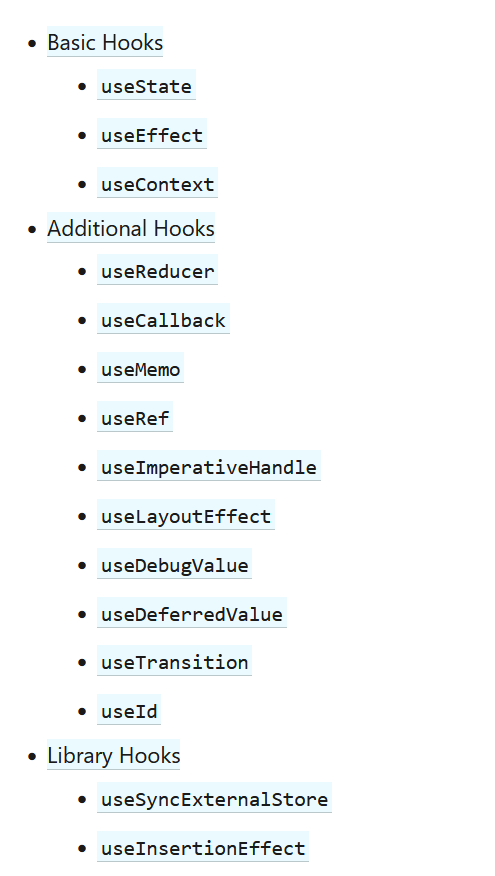 Basic Hooks
useState
useEffect
useContext
Additional Hooks
useReducer
useCallback
useMemo
useRef
useImperativeHandle
useLayoutEffect
useDebugValue
useDeferredValue
useTransition
useId
Library Hooks
useSyncExternalStore
useInsertionEffect